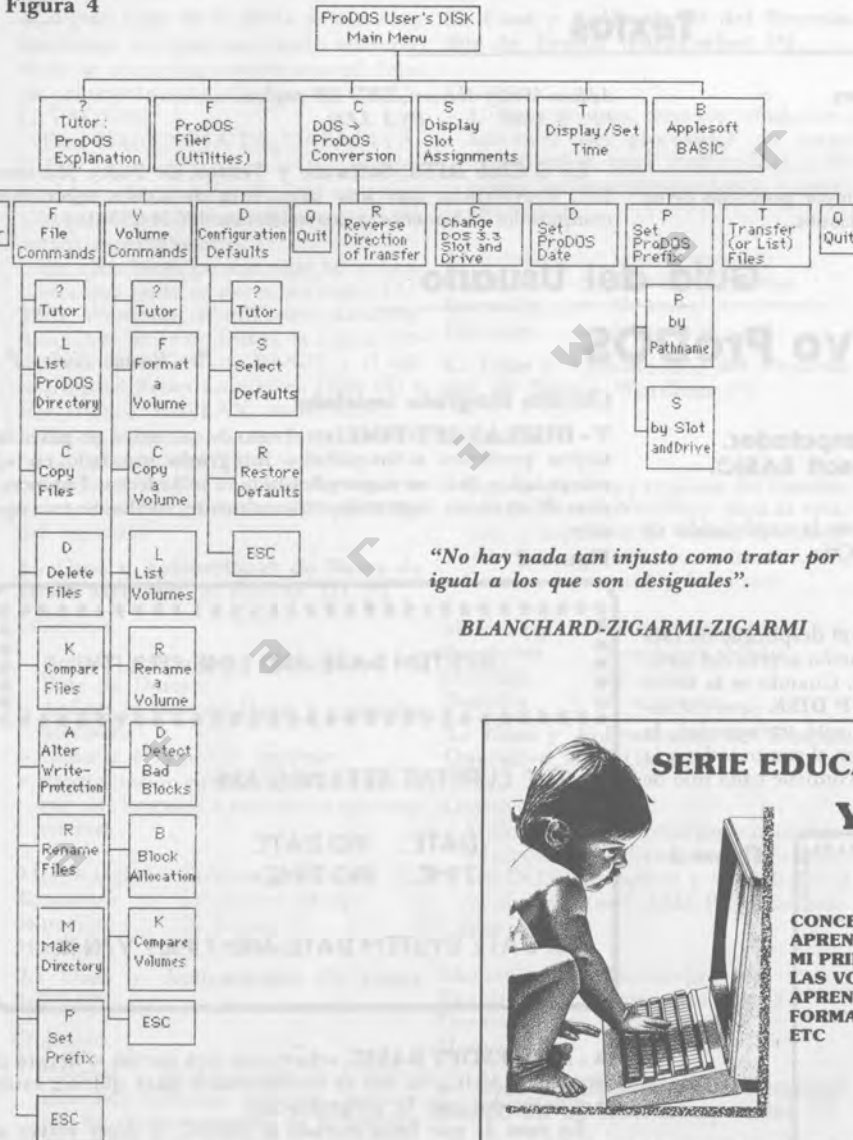 Figura 4
ProDOS User's DISK
Main Menu
?
Tutor:
ProDOS
Explanation
F
ProDOS
Filer
(Utilities)
C
DOS →
ProDOS
Conversion
S
Display
Slot
Assignments
T
Display/Set
Time
B
Applesoft
BASIC
F
File
Commands
V
Volume
Commands
D
Configuration
Defaults
Q
Quit
R
Reverse
Direction
of Transfer
C
Change
DOS 3.3
Slot and
Drive
D
Set
ProDOS
Date
P
Set
ProDOS
Prefix
T
Transfer
(or List)
Files
Q
Quit
?
Tutor
L
List
ProDOS
Directory
C
Copy
Files
D
Delete
Files
K
Compare
Files
A
Alter
Write-
Protection
R
Rename
Files
M
Make
Directory
P
Set
Prefix
ESC
?
Tutor
F
Format
a
Volume
C
Copy
a
Volume
L
List
Volumes
R
Rename
a
Volume
D
Detect
Bad
Blocks
B
Block
Allocation
K
Compare
Volumes
ESC
?
Tutor
S
Select
Defaults
R
Restore
Defaults
ESC
P
by
Pathname
S
by Slot
and Drive
"No hay nada tan injusto como tratar por
igual a los que son desiguales".
BLANCHARD-ZIGARMI-ZIGARMI
SERIE EDUCA
Y
CONCE
APREN
MI PRI
LAS VO
APREN
FORMA
ETC